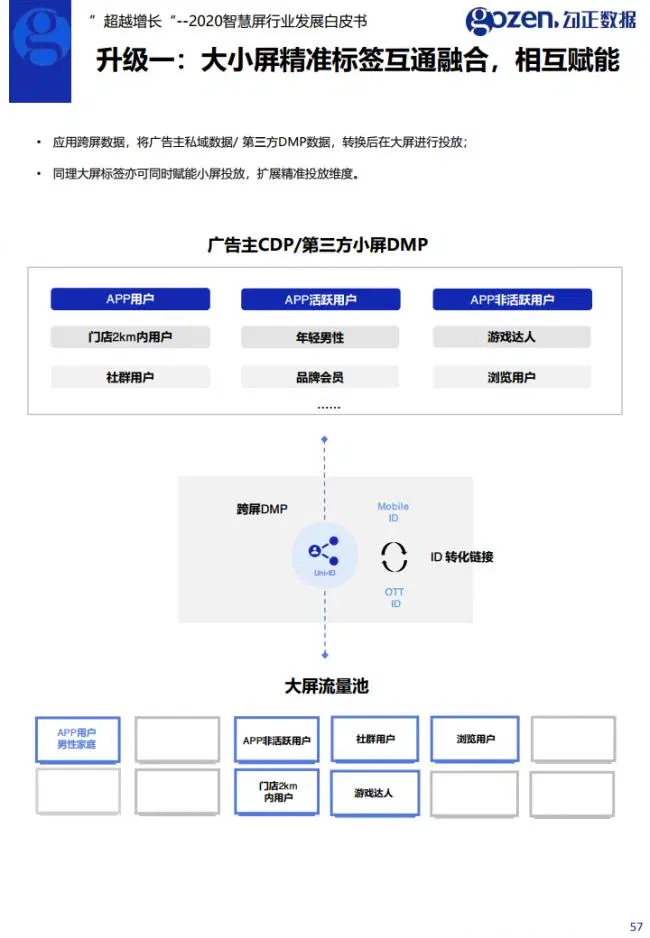 ”超越增长“--2020智慧屏行业发展白皮书
gozen. 勾正数据
升级一：大小屏精准标签互通融合，相互赋能
• 应用跨屏数据，将广告主私域数据/ 第三方DMP数据，转换后在大屏进行投放；
• 同理大屏标签亦可同时赋能小屏投放，扩展精准投放维度。
广告主CDP/第三方小屏DMP
APP用户 APP活跃用户 APP非活跃用户
门店2km内用户 年轻男性 游戏达人
社群用户 品牌会员 浏览用户
......
跨屏DMP
Mobile
ID
Uni-ID
ID 转化链接
OTT
ID
大屏流量池
APP用户
男性家庭
APP非活跃用户 社群用户 浏览用户
门店2km
内用户
游戏达人
57